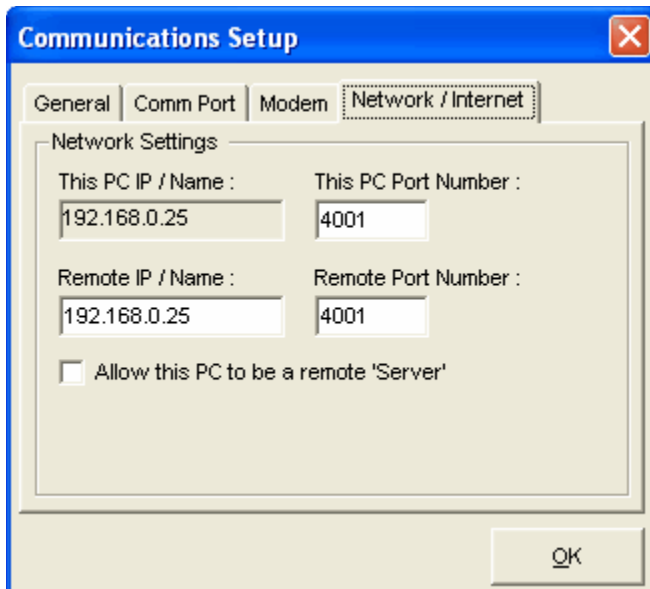 Communications Setup
General Comm Port Modem Network / Internet
Network Settings
This PC IP / Name : This PC Port Number :
192.168.0.25 4001
Remote IP / Name : Remote Port Number :
192.168.0.25 4001
Allow this PC to be a remote 'Server'
OK